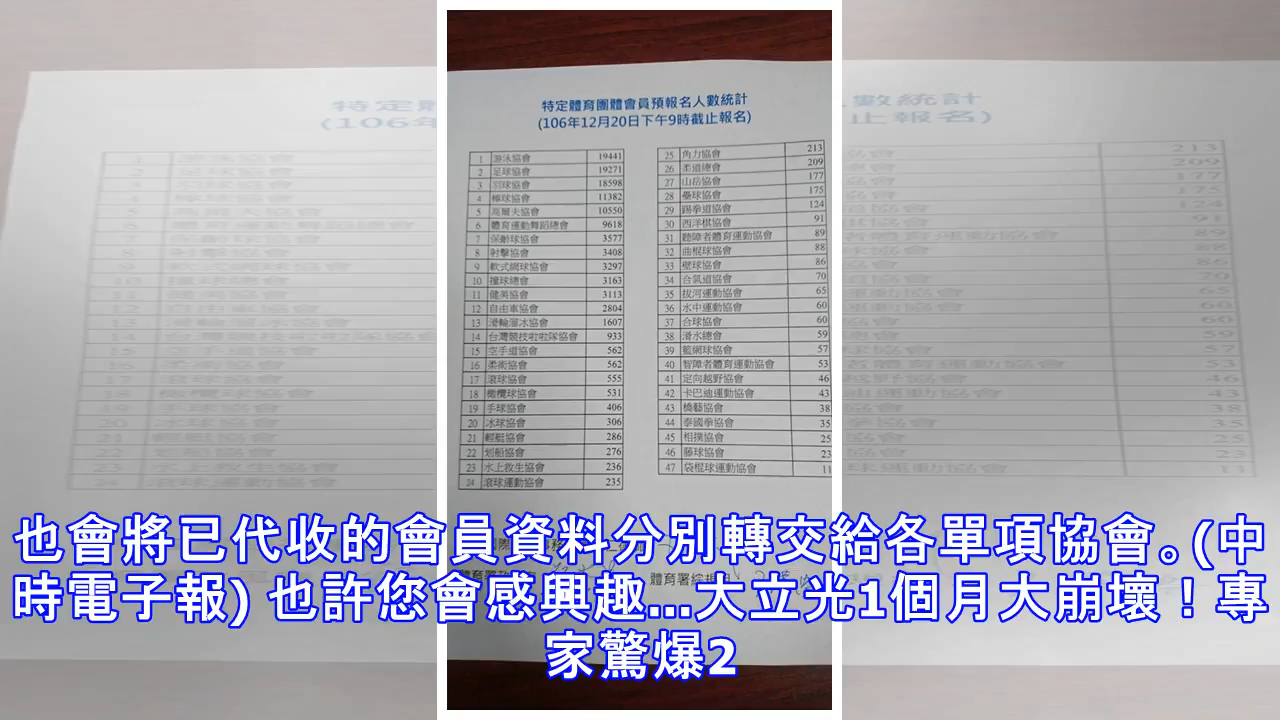 特定體育團體會員預報名人數統計
(106年12月20日下午9時截止報名)
1 游泳協會 19441
2 足球協會 19271
3 羽球協會 18598
4 棒球協會 11382
5 高爾夫協會 10550
6 體育運動舞蹈總會 9618
7 保齡球協會 3577
8 射擊協會 3408
9 軟式網球協會 3297
10 撞球總會 3163
11 健美協會 3113
12 自由車協會 2804
13 滑輪溜冰協會 1607
14 台灣競技啦啦隊協會 933
15 空手道協會 562
16 柔術協會 562
17 滾球協會 555
18 橄欖球協會 531
19 手球協會 406
20 冰球協會 306
21 輕艇協會 286
22 划船協會 276
23 水上救生協會 236
24 滾球運動協會 235
25 角力協會 213
26 柔道總會 209
27 山岳協會 177
28 壘球協會 175
29 跆拳道協會 124
30 西洋棋協會 91
31 聽障者體育運動協會 89
32 曲棍球協會 88
33 壁球協會 86
34 合氣道協會 70
35 拔河運動協會 65
36 水中運動協會 60
37 合球協會 60
38 滑水總會 59
39 籃網球協會 57
40 智障者體育運動協會 53
41 定向越野協會 46
42 卡巴迪運動協會 43
43 橋藝協會 38
44 泰國拳協會 35
45 相撲協會 25
46 藤球協會 23
47 袋棍球運動協會 11
也會將已代收的會員資料分別轉交給各單項協會。(中
時電子報) 也許您會感興趣...大立光1個月大崩壞！專
家驚爆2